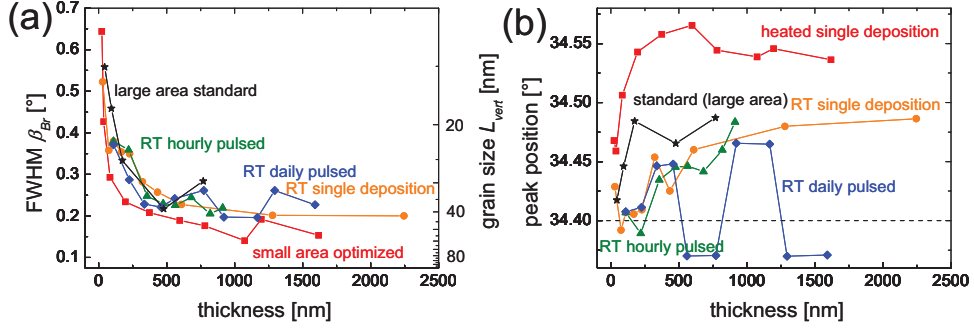 (a)
0.7
0.6
0.5
0.4
0.3
0.2
0.1
FWHM β_Br [°]
large area standard
RT hourly pulsed
RT daily pulsed
RT single deposition
small area optimized
20
40
80
grain size L_vert [nm]
0 500 1000 1500 2000 2500
thickness [nm]
(b)
34.55
34.50
34.45
34.40
peak position [°]
heated single deposition
standard (large area)
RT single deposition
RT daily pulsed
RT hourly pulsed
0 500 1000 1500 2000 2500
thickness [nm]